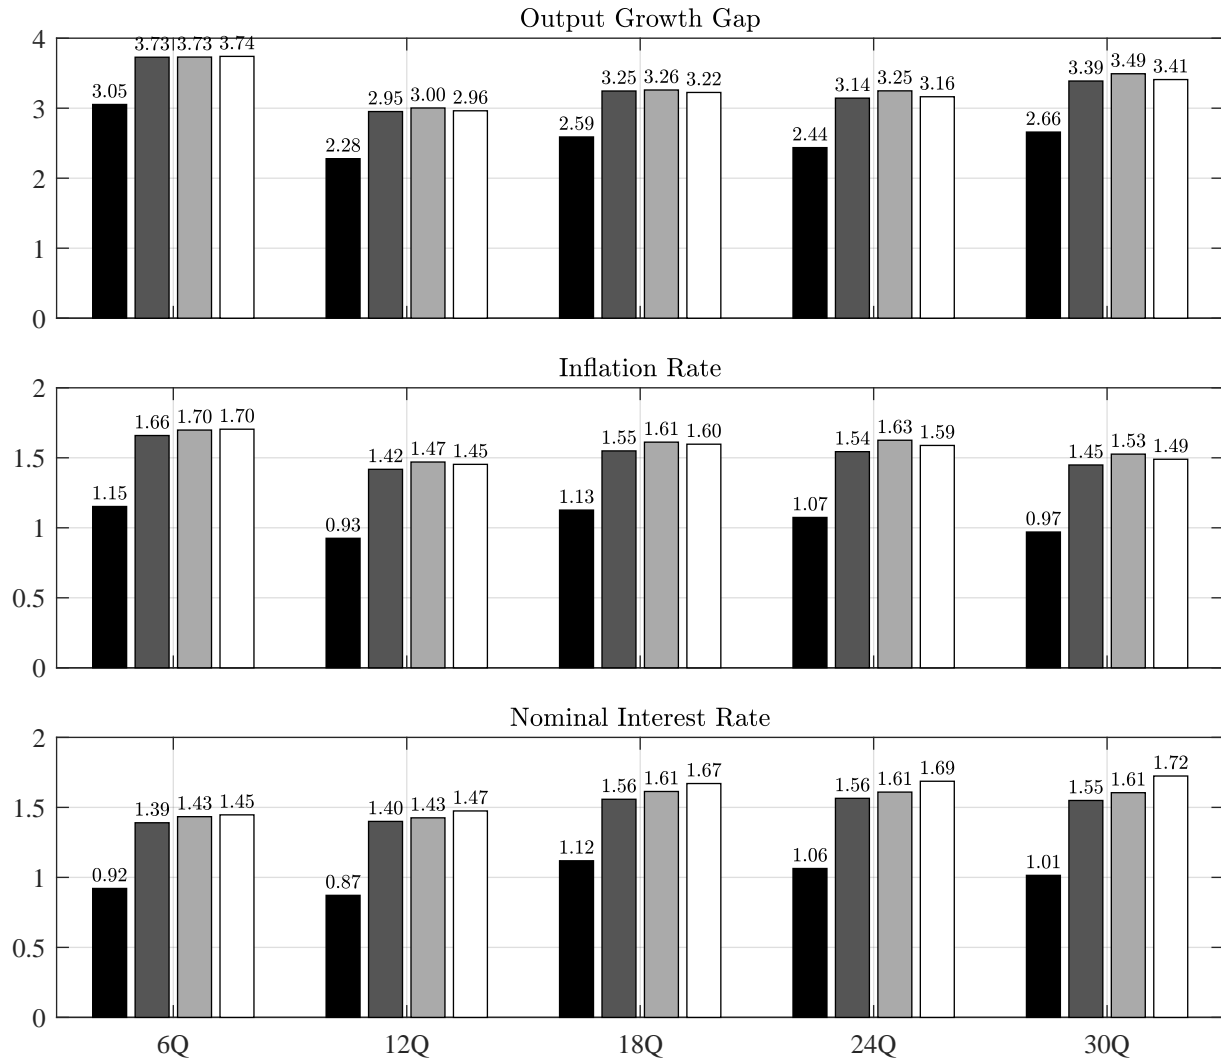 Output Growth Gap
4
3.05 3.73 3.73 3.74 2.28 2.95 3.00 2.96 2.59 3.25 3.26 3.22 2.44 3.14 3.25 3.16 2.66 3.39 3.49 3.41
3
2
1
0
Inflation Rate
2
1.15 1.66 1.70 1.70 0.93 1.42 1.47 1.45 1.13 1.55 1.61 1.60 1.07 1.54 1.63 1.59 0.97 1.45 1.53 1.49
1.5
1
0.5
0
Nominal Interest Rate
2
0.92 1.39 1.43 1.45 0.87 1.40 1.43 1.47 1.12 1.56 1.61 1.67 1.06 1.56 1.61 1.69 1.01 1.55 1.61 1.72
1.5
1
0.5
0
6Q 12Q 18Q 24Q 30Q